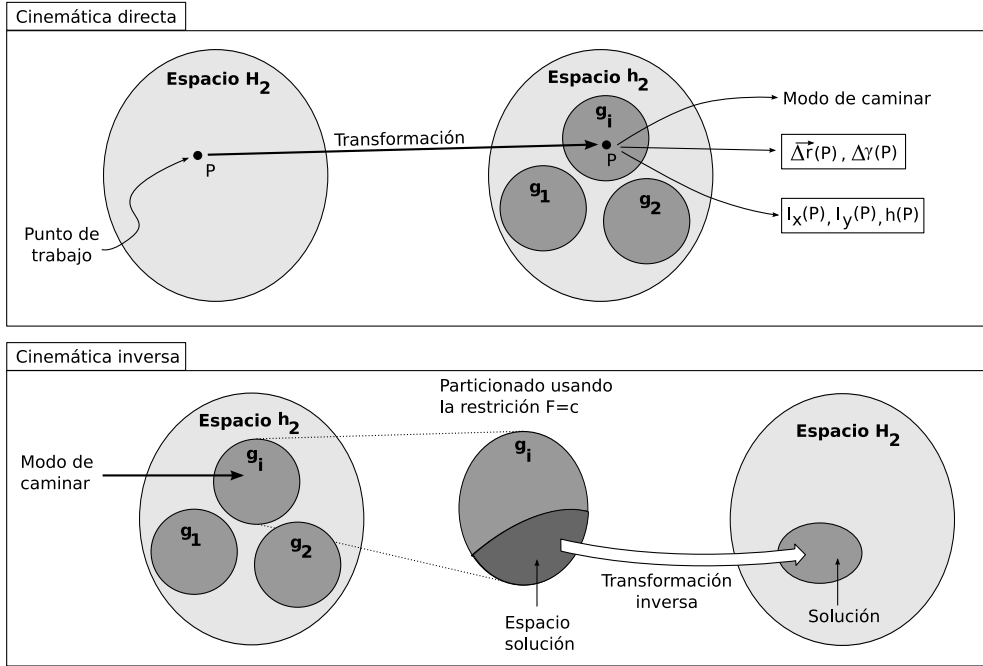 Cinemática directa
Espacio H2
P
Punto de
trabajo
Transformación
Espacio h2
gi
P
g1
g2
Modo de caminar
Δr(P) , Δγ(P)
lx(P), ly(P), h(P)
Cinemática inversa
Modo de
caminar
Espacio h2
gi
g1
g2
Particionado usando
la restrición F=c
gi
Espacio
solución
Transformación
inversa
Espacio H2
Solución